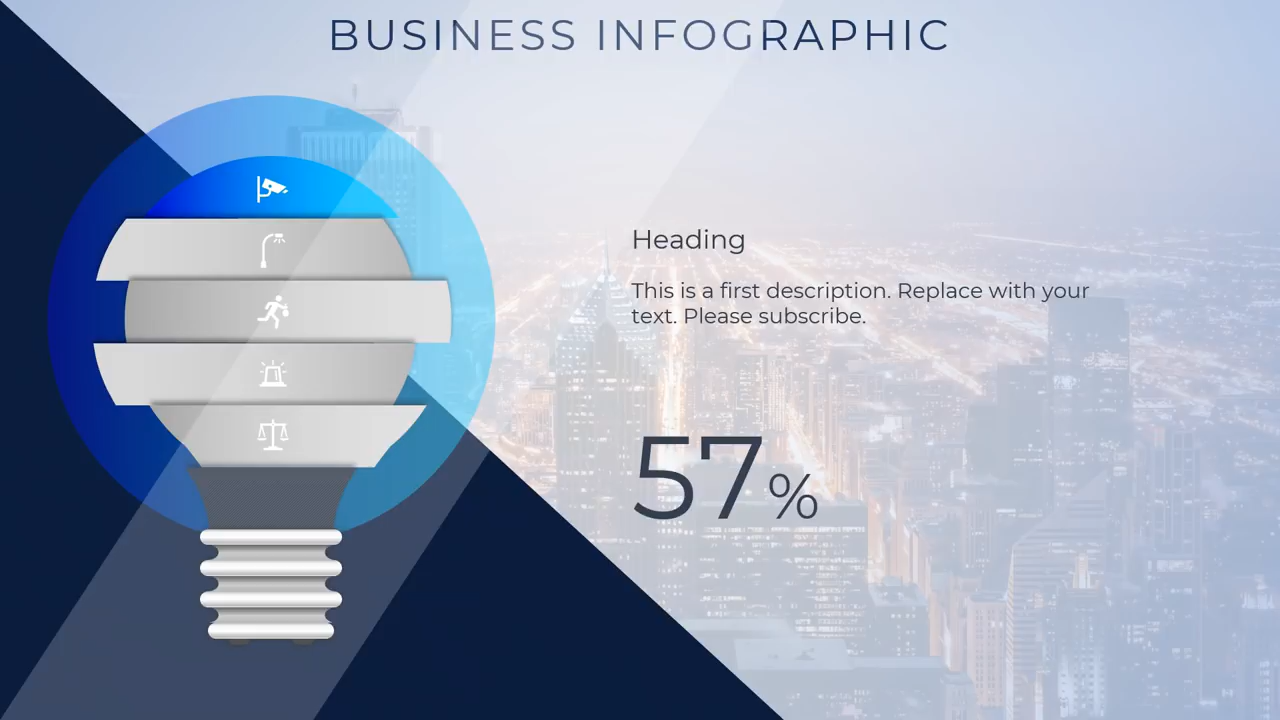 BUSINESS INFOGRAPHIC
Heading
This is a first description. Replace with your
text. Please subscribe.
57%